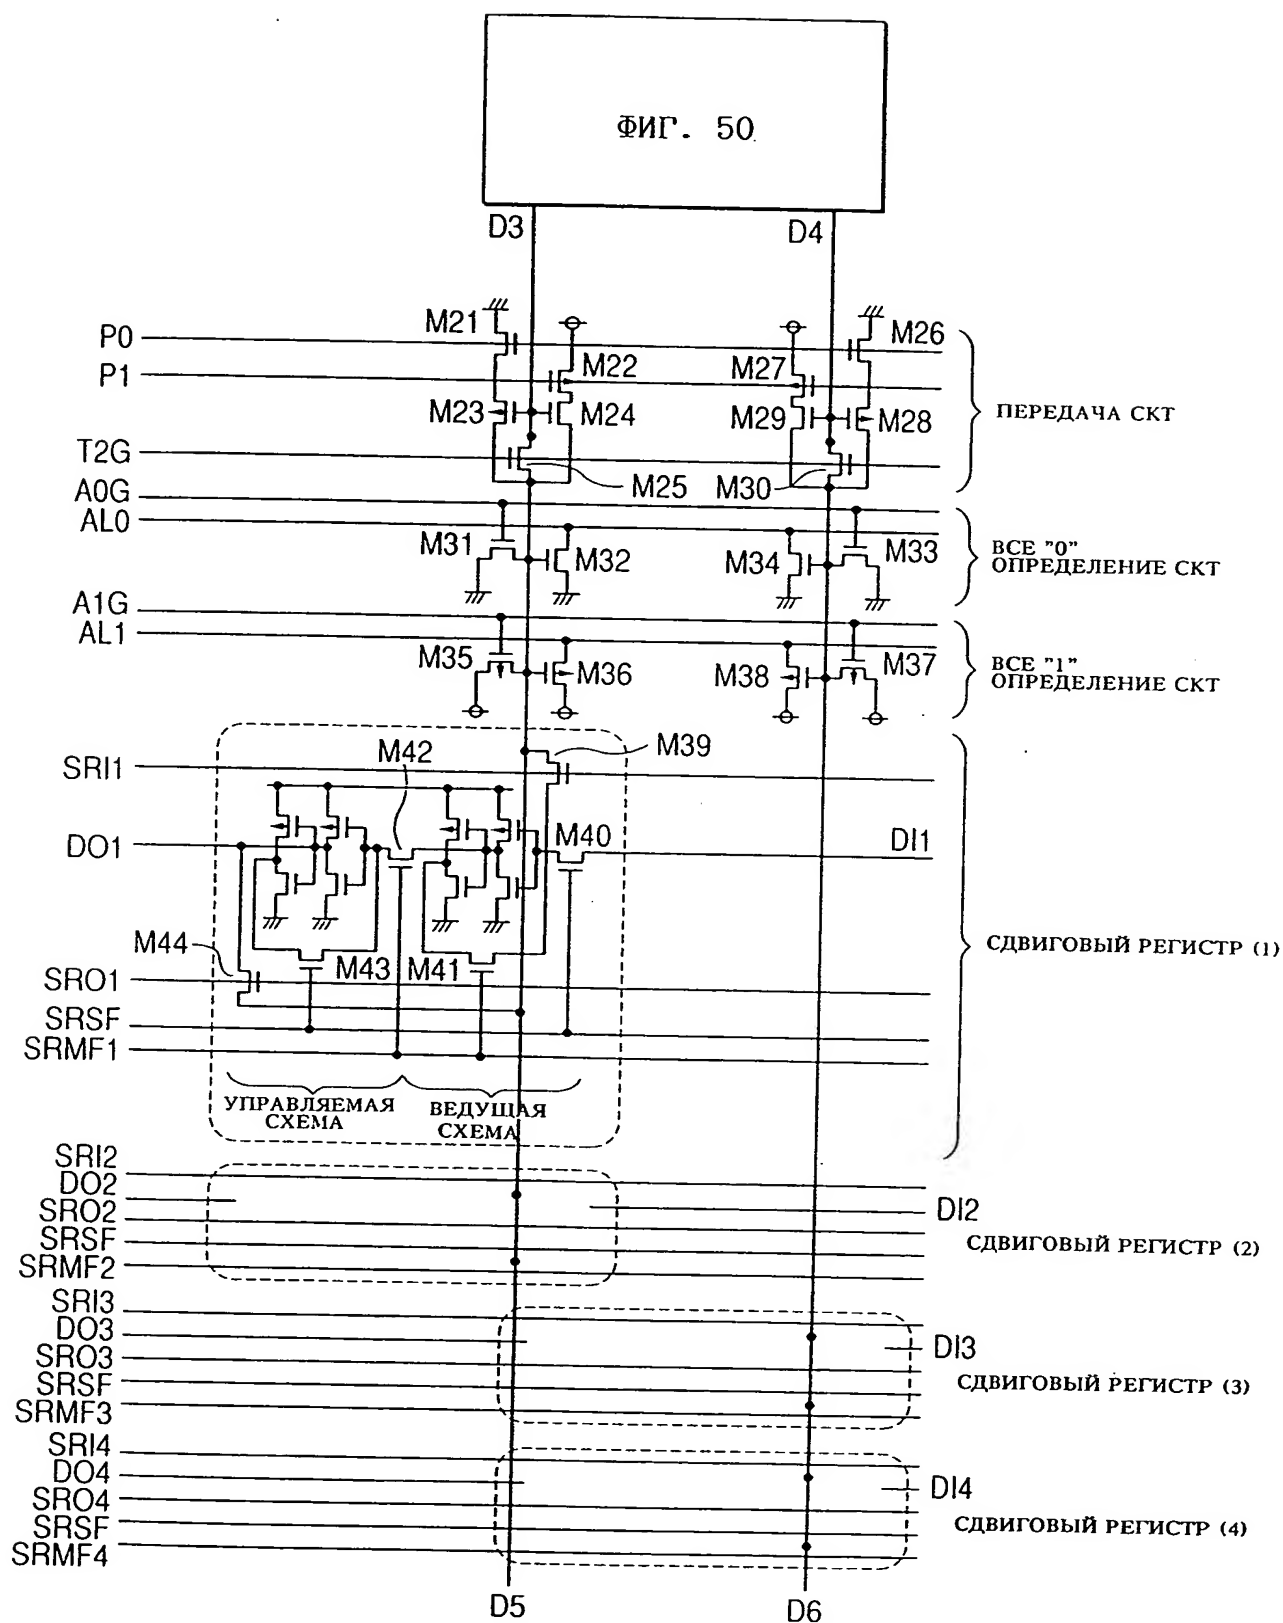 ФИГ. 50
D3
D4
P0
M21
M26
P1
M22
M27
M23
M24
M29
M28
ПЕРЕДАЧА СКТ
T2G
M25
M30
A0G
AL0
M31
M32
M34
M33
ВСЕ "0"
ОПРЕДЕЛЕНИЕ СКТ
A1G
AL1
M35
M36
M38
M37
ВСЕ "1"
ОПРЕДЕЛЕНИЕ СКТ
M42
M39
SRI1
DO1
M40
DI1
M44
M43
M41
СДВИГОВЫЙ РЕГИСТР (1)
SRO1
SRSF
SRMF1
УПРАВЛЯЕМАЯ
СХЕМА
ВЕДУЩАЯ
СХЕМА
SRI2
DO2
SRO2
DI2
SRSF
СДВИГОВЫЙ РЕГИСТР (2)
SRMF2
SRI3
DO3
DI3
SRO3
SRSF
СДВИГОВЫЙ РЕГИСТР (3)
SRMF3
SRI4
DO4
DI4
SRO4
SRSF
СДВИГОВЫЙ РЕГИСТР (4)
SRMF4
D5
D6